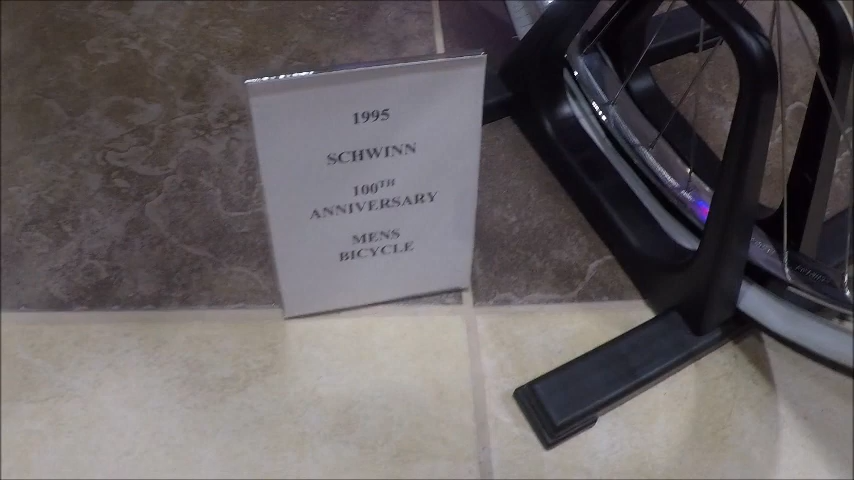 1995
SCHWINN
100TH
ANNIVERSARY
MENS
BICYCLE